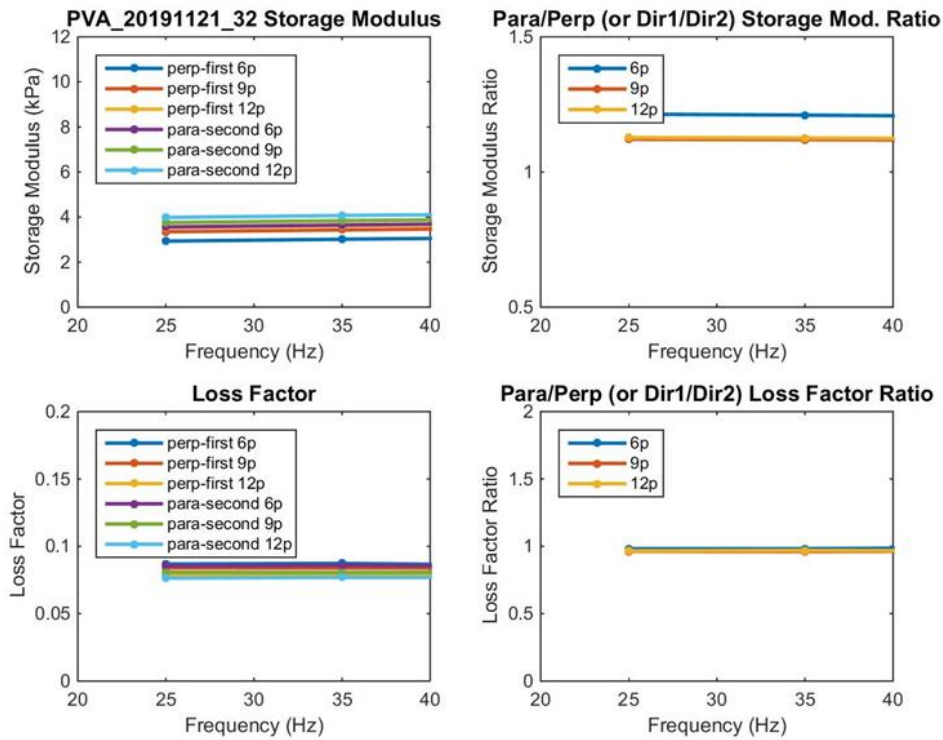 PVA_20191121_32 Storage Modulus
12
10
8
6
4
2
0
Storage Modulus (kPa)
perp-first 6p
perp-first 9p
perp-first 12p
para-second 6p
para-second 9p
para-second 12p
20 25 30 35 40
Frequency (Hz)
Para/Perp (or Dir1/Dir2) Storage Mod. Ratio
1.5
1
0.5
Storage Modulus Ratio
6p
9p
12p
20 25 30 35 40
Frequency (Hz)
Loss Factor
0.2
0.15
0.1
0.05
0
Loss Factor
perp-first 6p
perp-first 9p
perp-first 12p
para-second 6p
para-second 9p
para-second 12p
20 25 30 35 40
Frequency (Hz)
Para/Perp (or Dir1/Dir2) Loss Factor Ratio
2
1.5
1
0.5
0
Loss Factor Ratio
6p
9p
12p
20 25 30 35 40
Frequency (Hz)